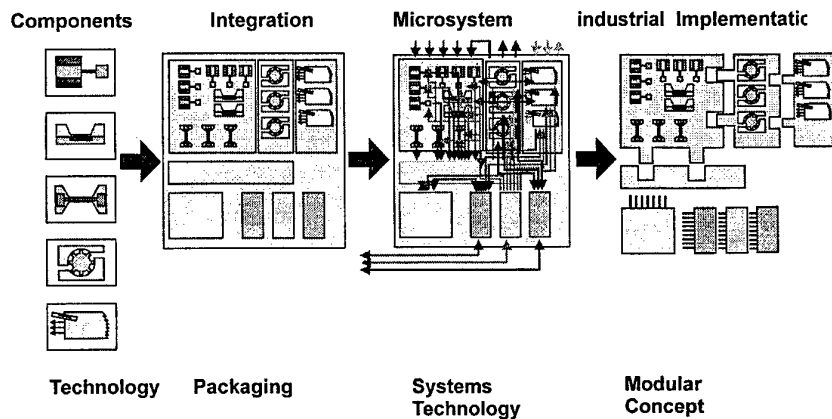 Components
Integration
Microsystem
industrial Implementatic
Technology
Packaging
Systems
Technology
Modular
Concept